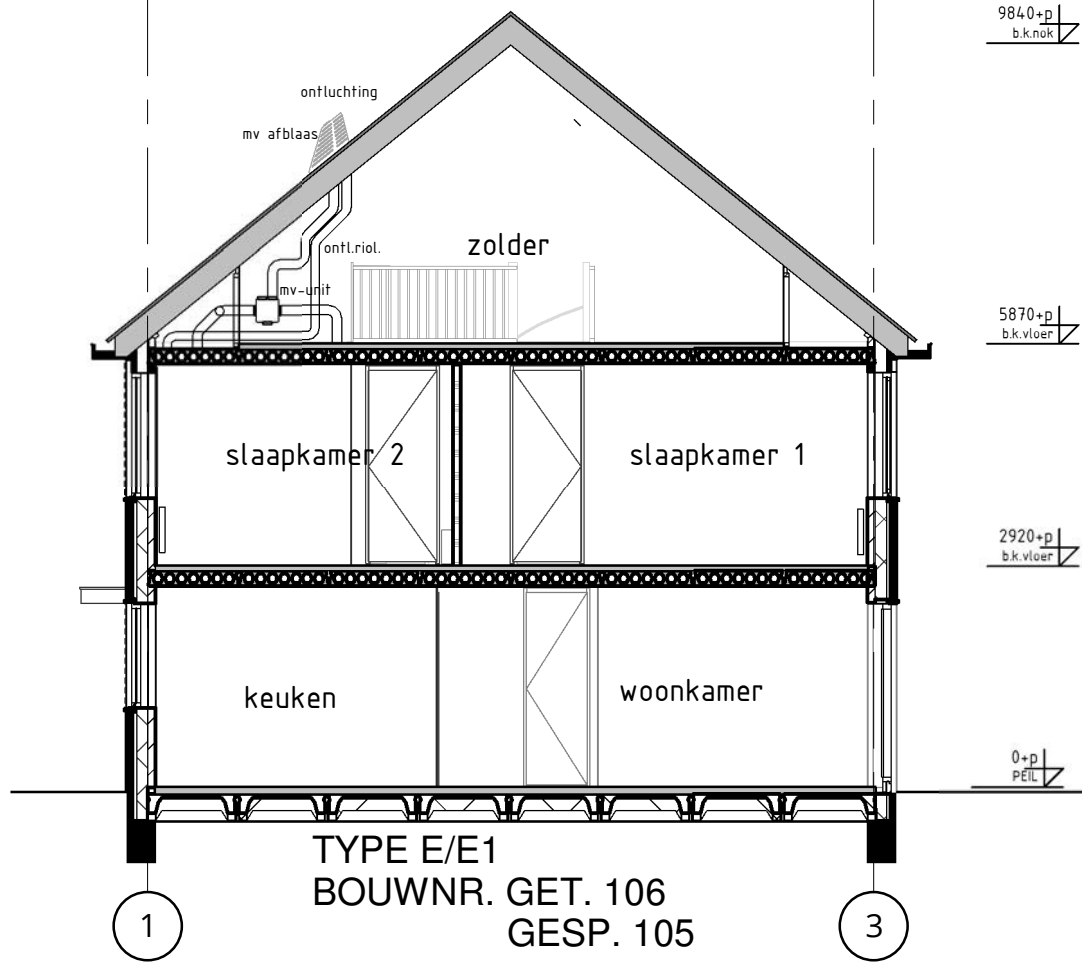 9840+p
b.k.nok
ontluchting
mv afblaas
ontl.riol.
zolder
mv-unit
5870+p
b.k.vloer
slaapkamer 2
slaapkamer 1
2920+p
b.k.vloer
keuken
woonkamer
0+p
PEIL
TYPE E/E1
BOUWNR. GET. 106
GESP. 105
1
3